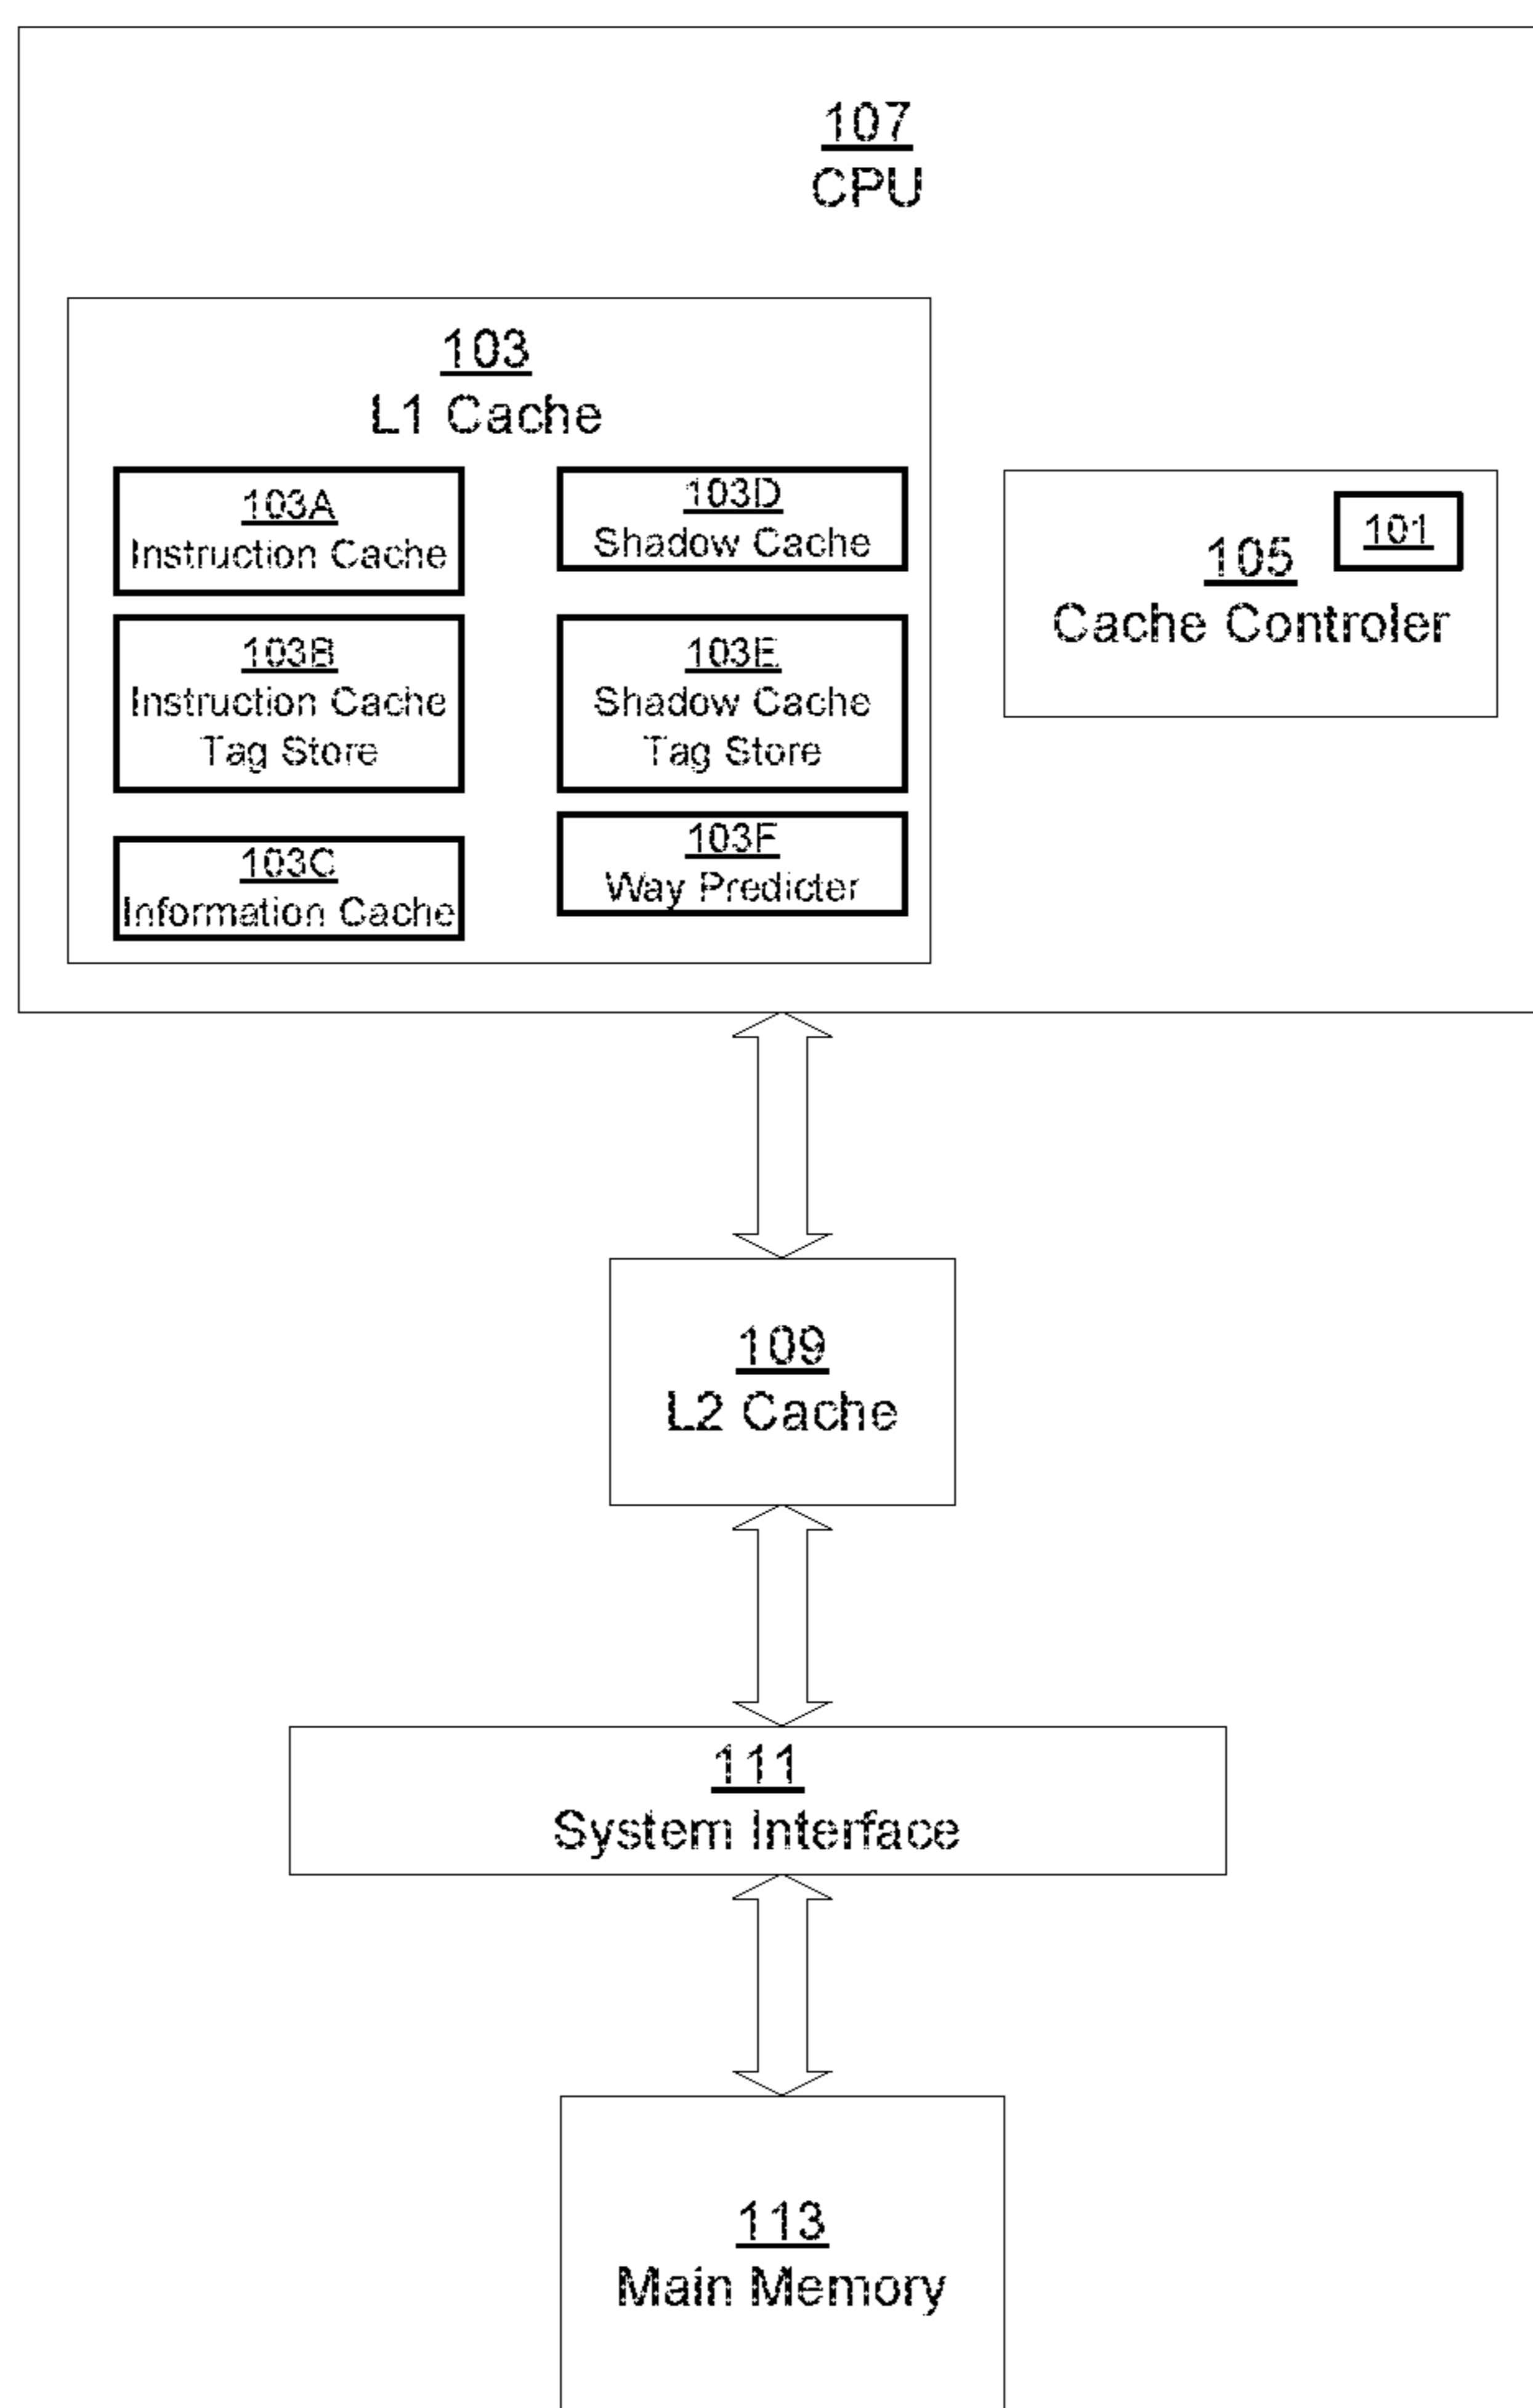 107
CPU
103
L1 Cache
103A
Instruction Cache
103B
Instruction Cache
Tag Store
103C
Information Cache
103D
Shadow Cache
103E
Shadow Cache
Tag Store
103F
Way Predicter
101
105
Cache Controler
109
L2 Cache
111
System Interface
113
Main Memory